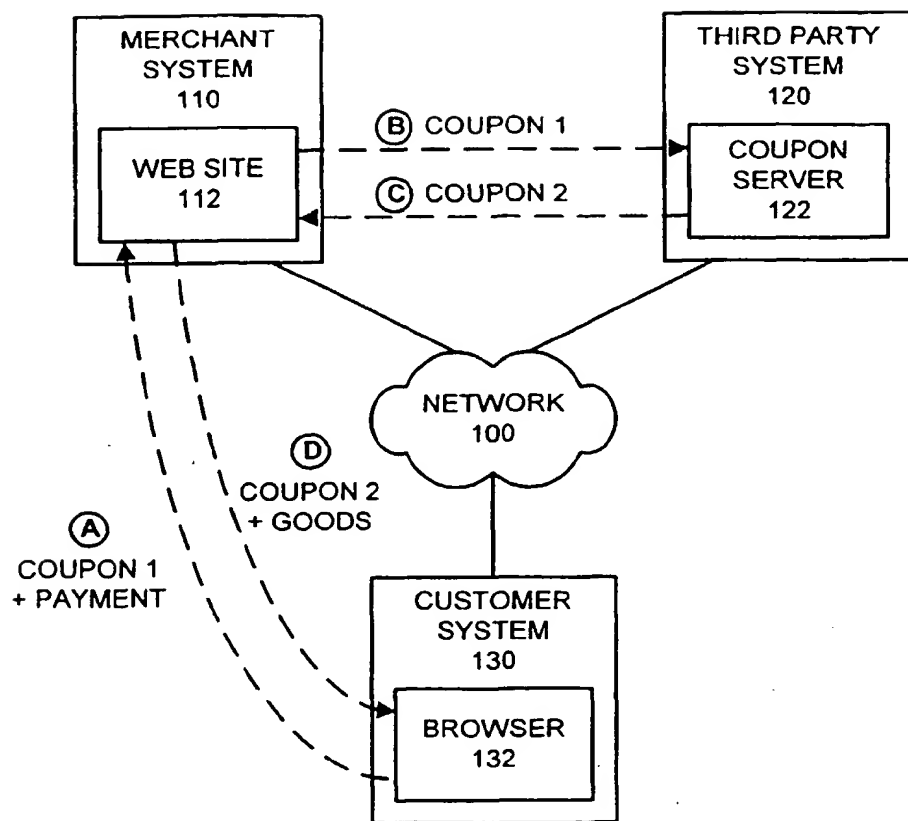 MERCHANT
SYSTEM
110
WEB SITE
112
THIRD PARTY
SYSTEM
120
COUPON
SERVER
122
B COUPON 1
C COUPON 2
NETWORK
100
D
COUPON 2
+ GOODS
A
COUPON 1
+ PAYMENT
CUSTOMER
SYSTEM
130
BROWSER
132